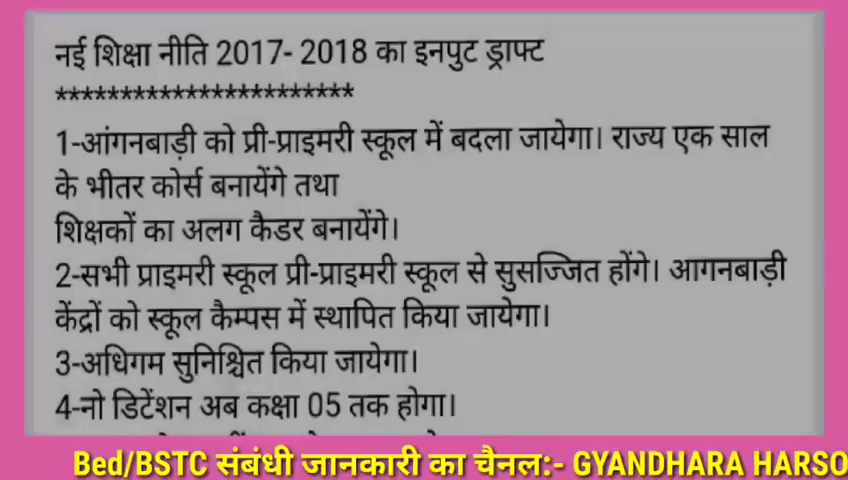 नई शिक्षा नीति 2017- 2018 का इनपुट ड्राफ्ट
***********************
1-आंगनबाड़ी को प्री-प्राइमरी स्कूल में बदला जायेगा। राज्य एक साल
के भीतर कोर्स बनायेंगे तथा
शिक्षकों का अलग कैडर बनायेंगे।
2-सभी प्राइमरी स्कूल प्री-प्राइमरी स्कूल से सुसज्जित होंगे। आगनबाड़ी
केंद्रों को स्कूल कैम्पस में स्थापित किया जायेगा।
3-अधिगम सुनिश्चित किया जायेगा।
4-नो डिटेंशन अब कक्षा 05 तक होगा।
Bed/BSTC संबंधी जानकारी का चैनल:- GYANDHARA HARSO